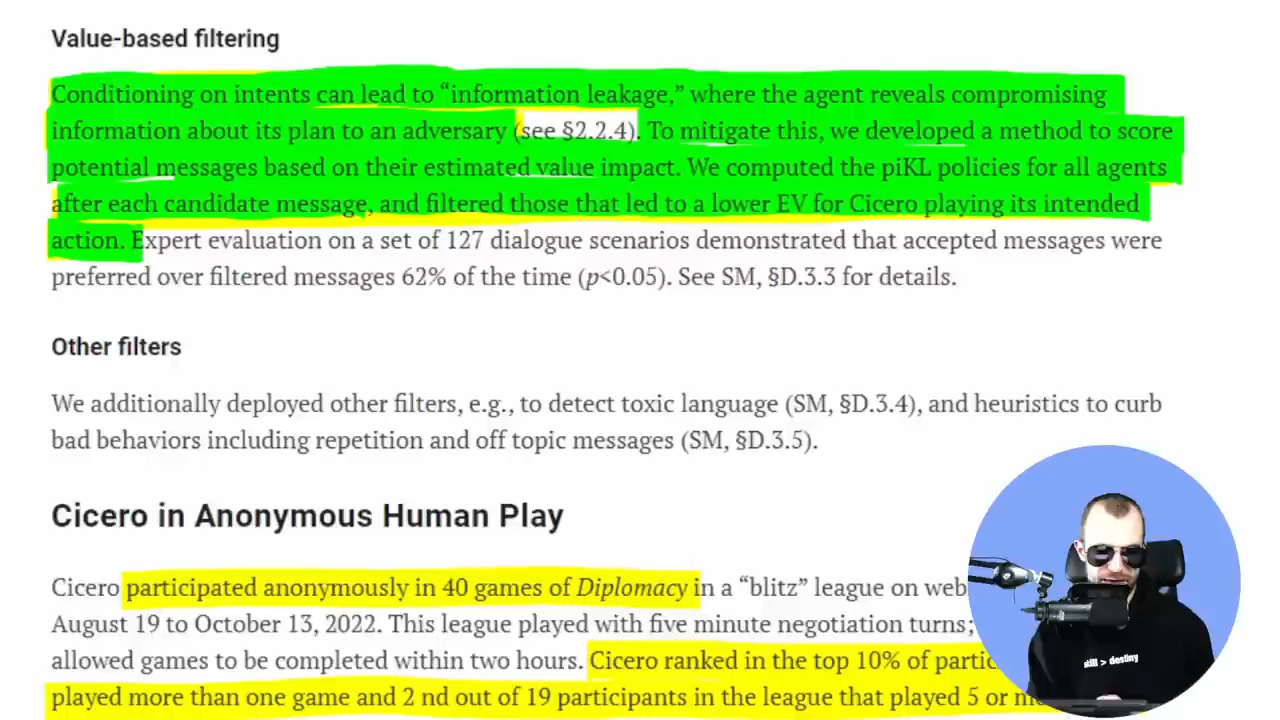 Value-based filtering
Conditioning on intents can lead to “information leakage,” where the agent reveals compromising
information about its plan to an adversary (see §2.2.4). To mitigate this, we developed a method to score
potential messages based on their estimated value impact. We computed the piKL policies for all agents
after each candidate message, and filtered those that led to a lower EV for Cicero playing its intended
action. Expert evaluation on a set of 127 dialogue scenarios demonstrated that accepted messages were
preferred over filtered messages 62% of the time (p<0.05). See SM, §D.3.3 for details.
Other filters
We additionally deployed other filters, e.g., to detect toxic language (SM, §D.3.4), and heuristics to curb
bad behaviors including repetition and off topic messages (SM, §D.3.5).
Cicero in Anonymous Human Play
Cicero participated anonymously in 40 games of Diplomacy in a “blitz” league on web
August 19 to October 13, 2022. This league played with five minute negotiation turns;
allowed games to be completed within two hours. Cicero ranked in the top 10% of partic
played more than one game and 2 nd out of 19 participants in the league that played 5 or
skill > destiny